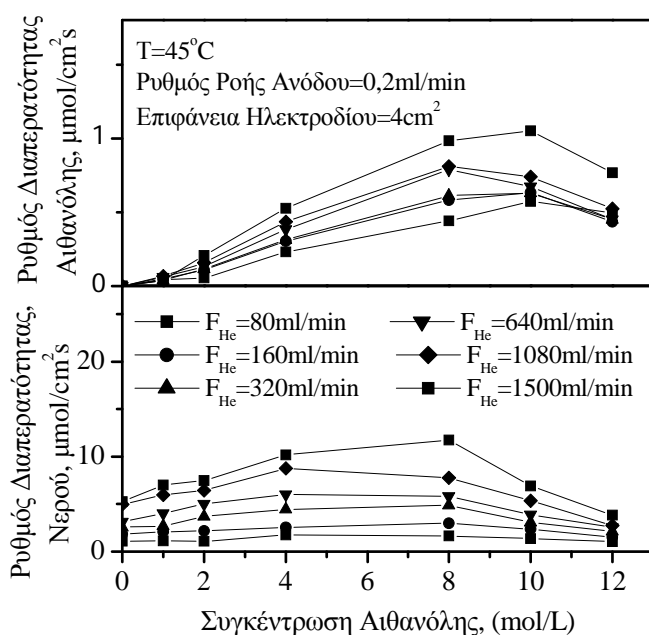 Ρυθμός Διαπερατότητας
Αιθανόλης, μmol/cm²s
1
0
T=45°C
Ρυθμός Ροής Ανόδου=0,2ml/min
Επιφάνεια Ηλεκτροδίου=4cm²
Ρυθμός Διαπερατότητας
Νερού, μmol/cm²s
20
10
0
F_He=80ml/min
F_He=640ml/min
F_He=160ml/min
F_He=1080ml/min
F_He=320ml/min
F_He=1500ml/min
0 2 4 6 8 10 12
Συγκέντρωση Αιθανόλης, (mol/L)